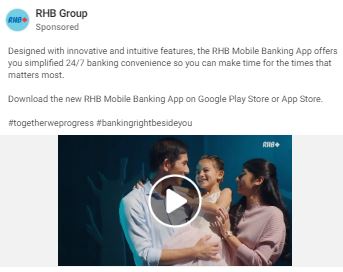 RHB
RHB Group
Sponsored
Designed with innovative and intuitive features, the RHB Mobile Banking App offers
you simplified 24/7 banking convenience so you can make time for the times that
matters most.
Download the new RHB Mobile Banking App on Google Play Store or App Store.
#togetherweprogress #bankingrightbesideyou
RHB